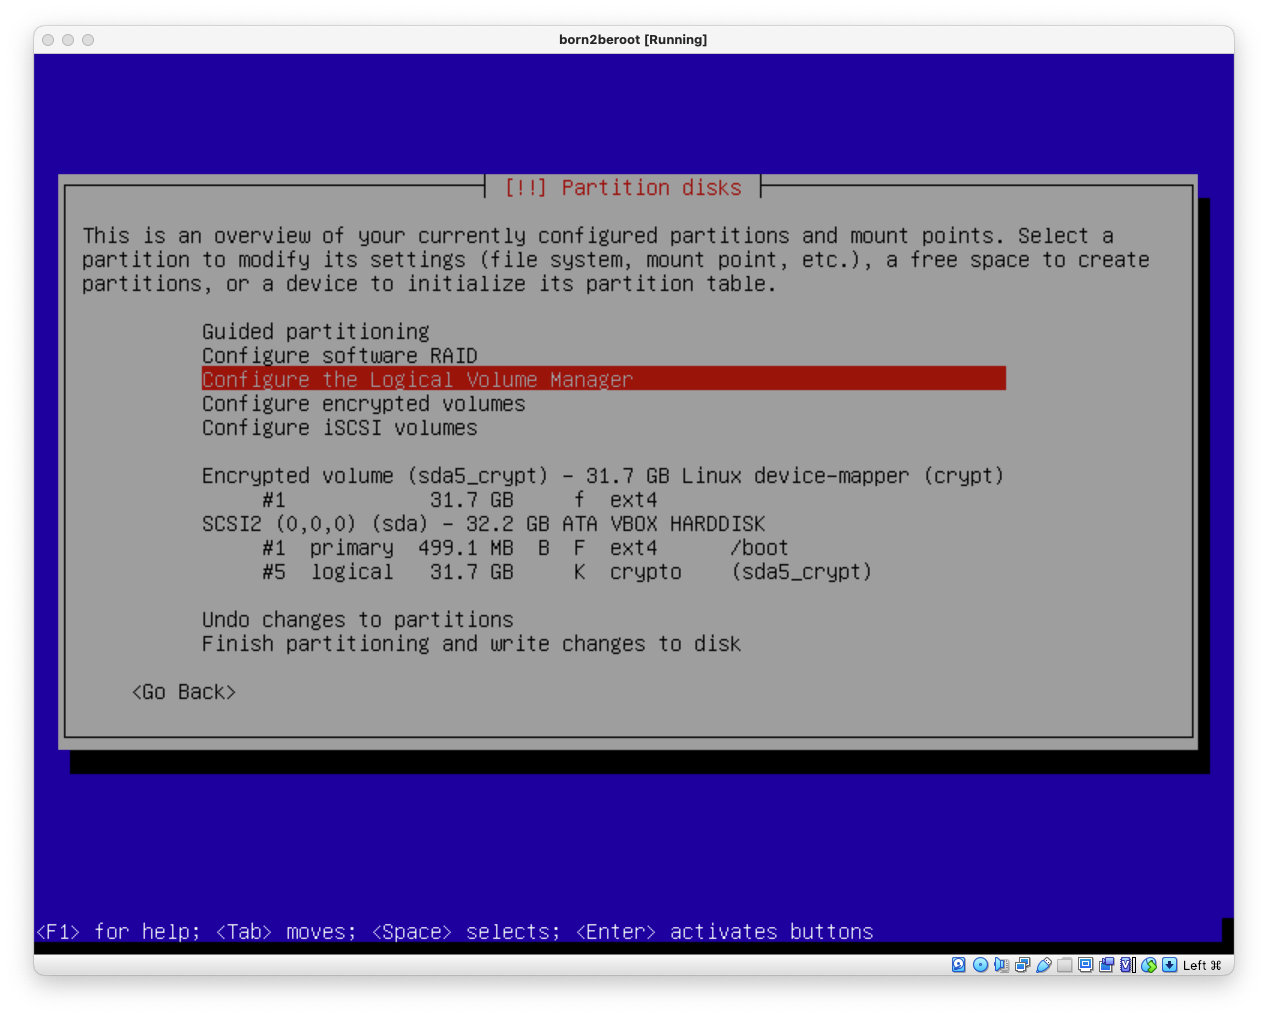 born2beroot [Running]
[!!] Partition disks
This is an overview of your currently configured partitions and mount points. Select a
partition to modify its settings (file system, mount point, etc.), a free space to create
partitions, or a device to initialize its partition table.
Guided partitioning
Configure software RAID
Configure the Logical Volume Manager
Configure encrypted volumes
Configure iSCSI volumes
Encrypted volume (sda5_crypt) - 31.7 GB Linux device-mapper (crypt)
#1 31.7 GB f ext4
SCSI2 (0,0,0) (sda) - 32.2 GB ATA VBOX HARDDISK
#1 primary 499.1 MB B F ext4 /boot
#5 logical 31.7 GB K crypto (sda5_crypt)
Undo changes to partitions
Finish partitioning and write changes to disk
<Go Back>
<F1> for help; <Tab> moves; <Space> selects; <Enter> activates buttons
Left ⌘